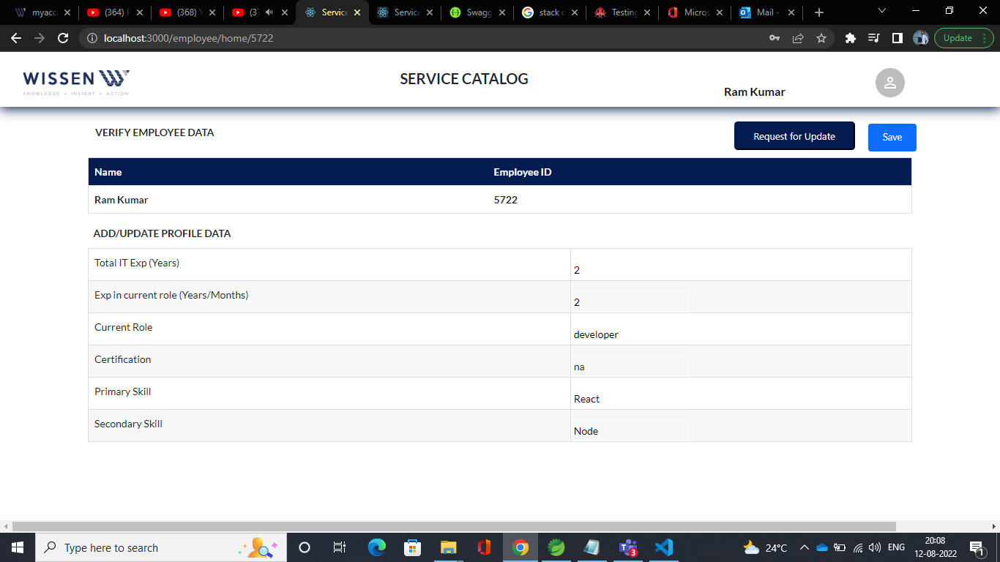 myacc
(364) F
(368) Y
(37
Service
Service
Swagg
stack o
Testing
Micros
Mail -
localhost:3000/employee/home/5722
Update
WISSEN
KNOWLEDGE • INSIGHT • ACTION
SERVICE CATALOG
Ram Kumar
VERIFY EMPLOYEE DATA
Request for Update
Save
Name Employee ID
Ram Kumar 5722
ADD/UPDATE PROFILE DATA
Total IT Exp (Years) 2
Exp in current role (Years/Months) 2
Current Role developer
Certification na
Primary Skill React
Secondary Skill Node
Type here to search
3
24°C
ENG
20:08
12-08-2022
1